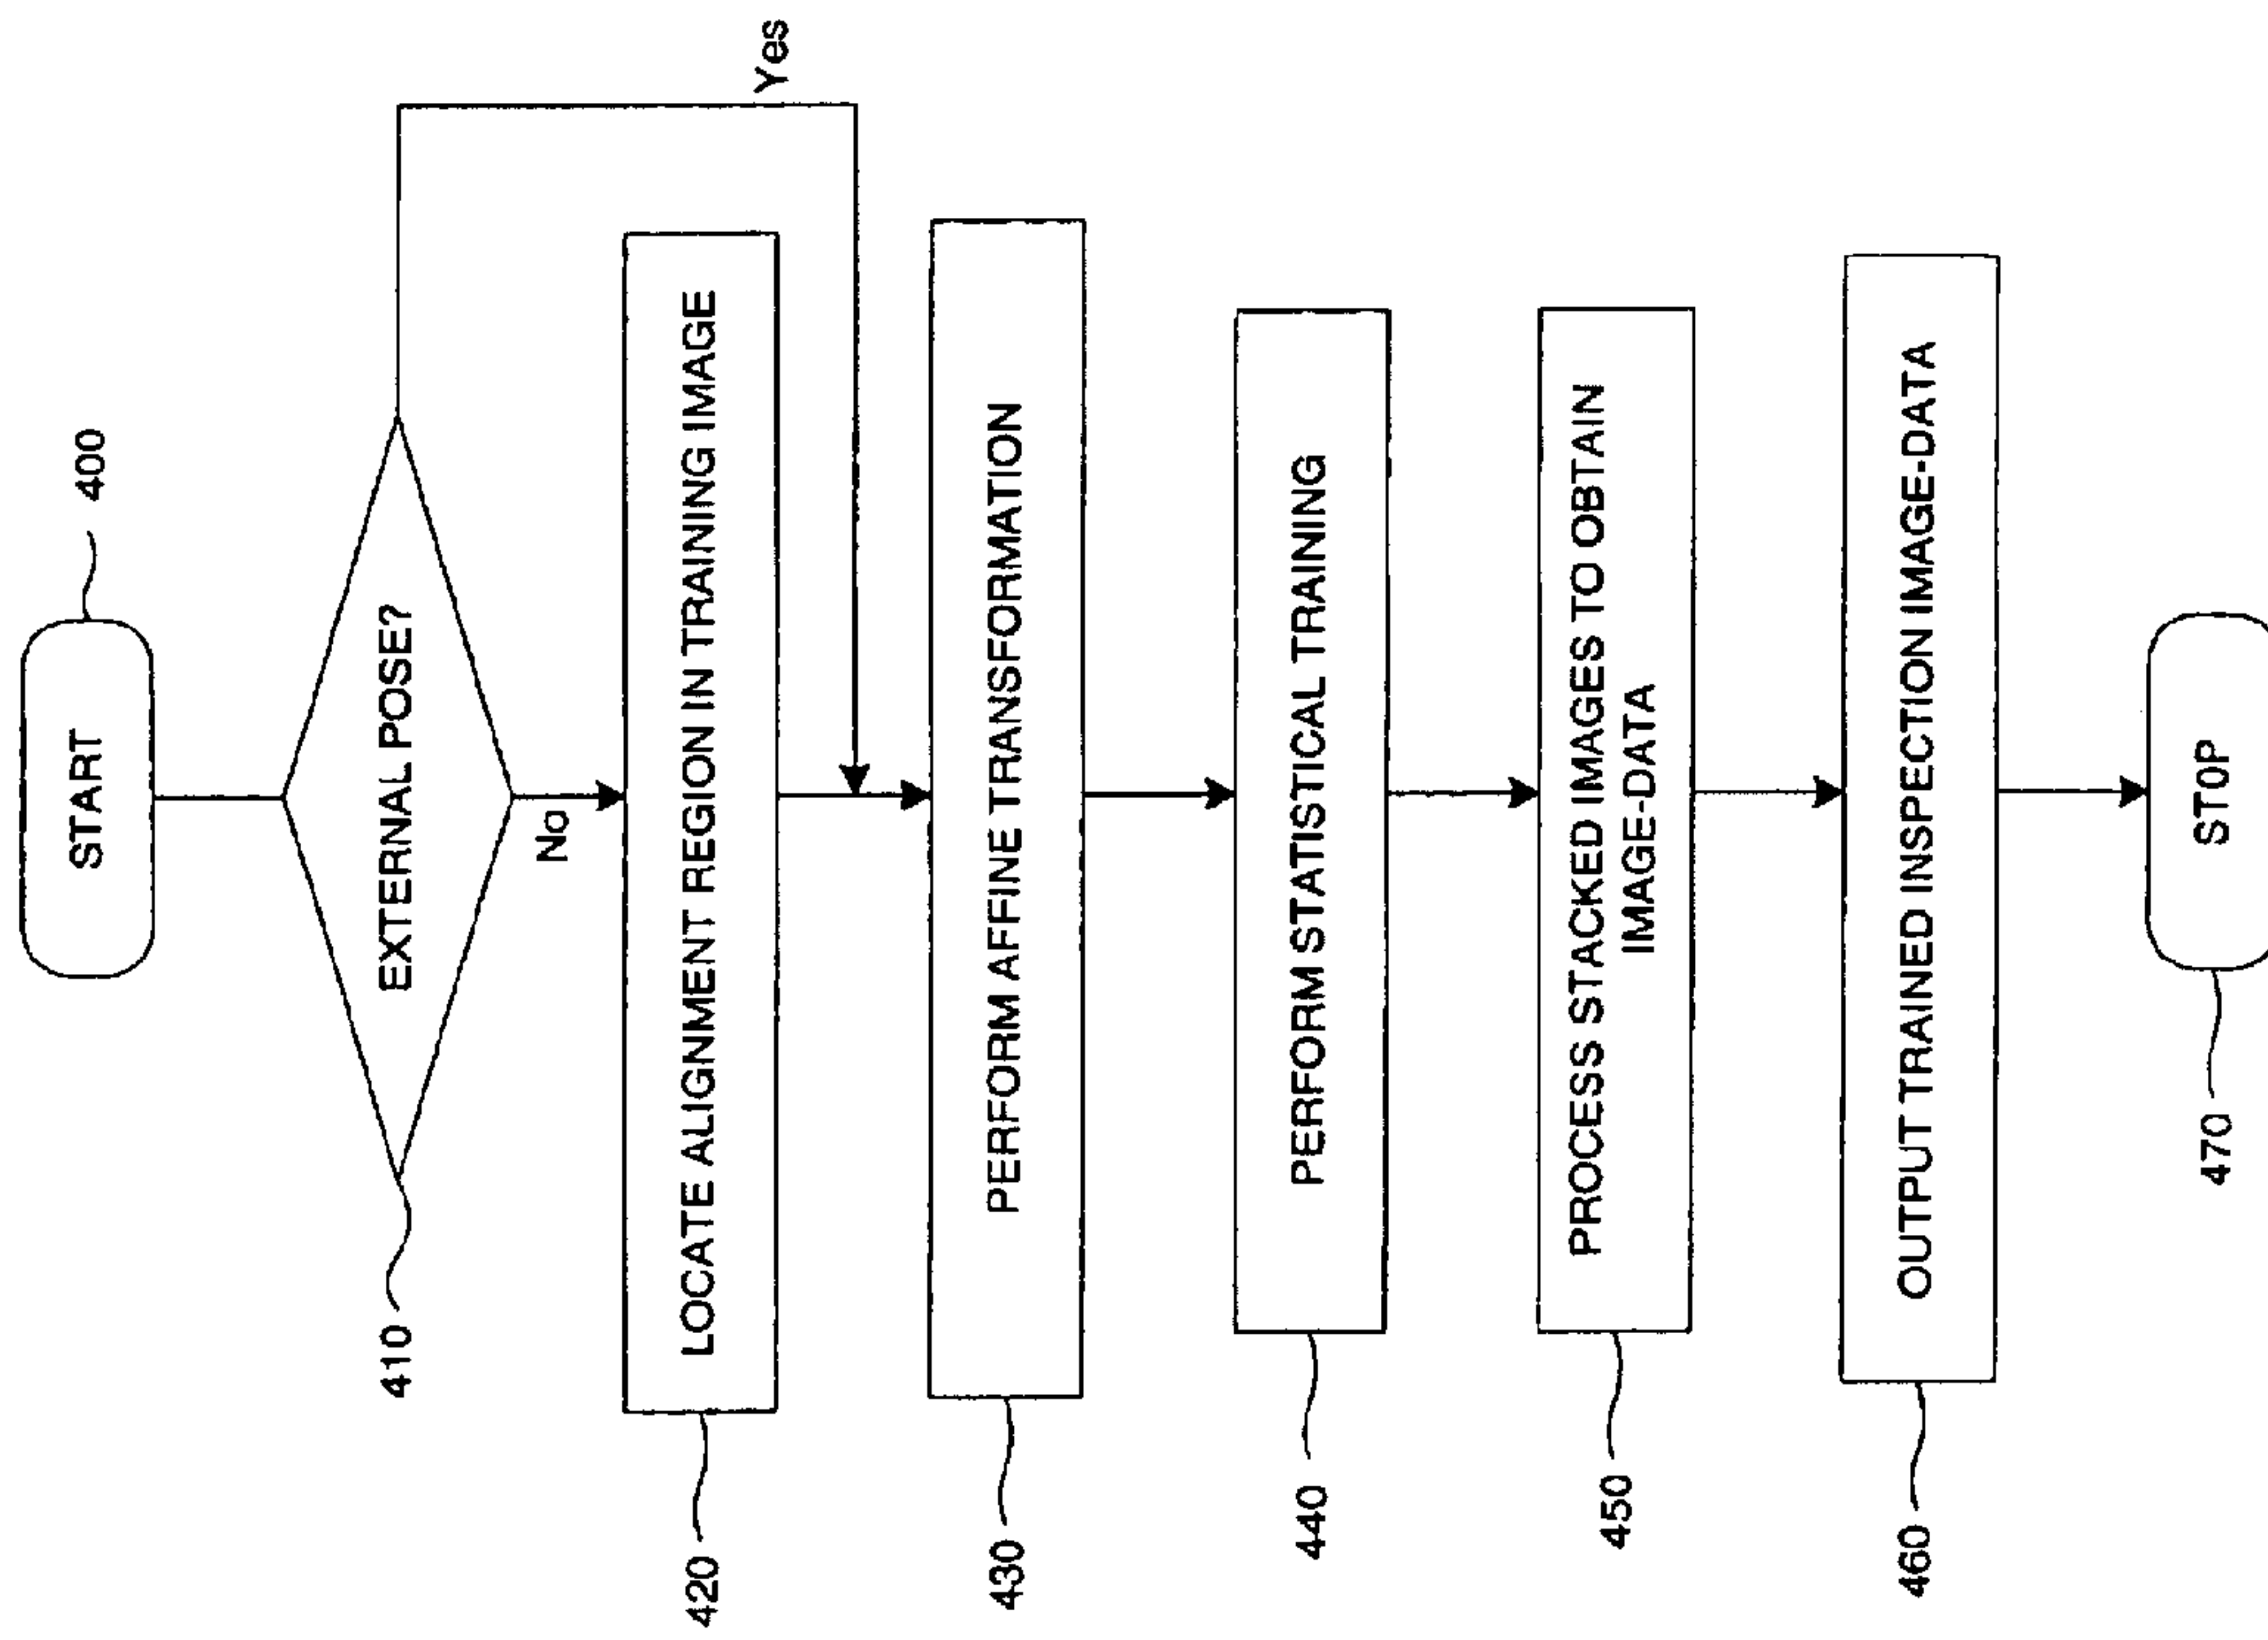 START
400
EXTERNAL POSE?
410
Yes
No
LOCATE ALIGNMENT REGION IN TRAINING IMAGE
420
PERFORM AFFINE TRANSFORMATION
430
PERFORM STATISTICAL TRAINING
440
PROCESS STACKED IMAGES TO OBTAIN
IMAGE-DATA
450
OUTPUT TRAINED INSPECTION IMAGE-DATA
460
STOP
470